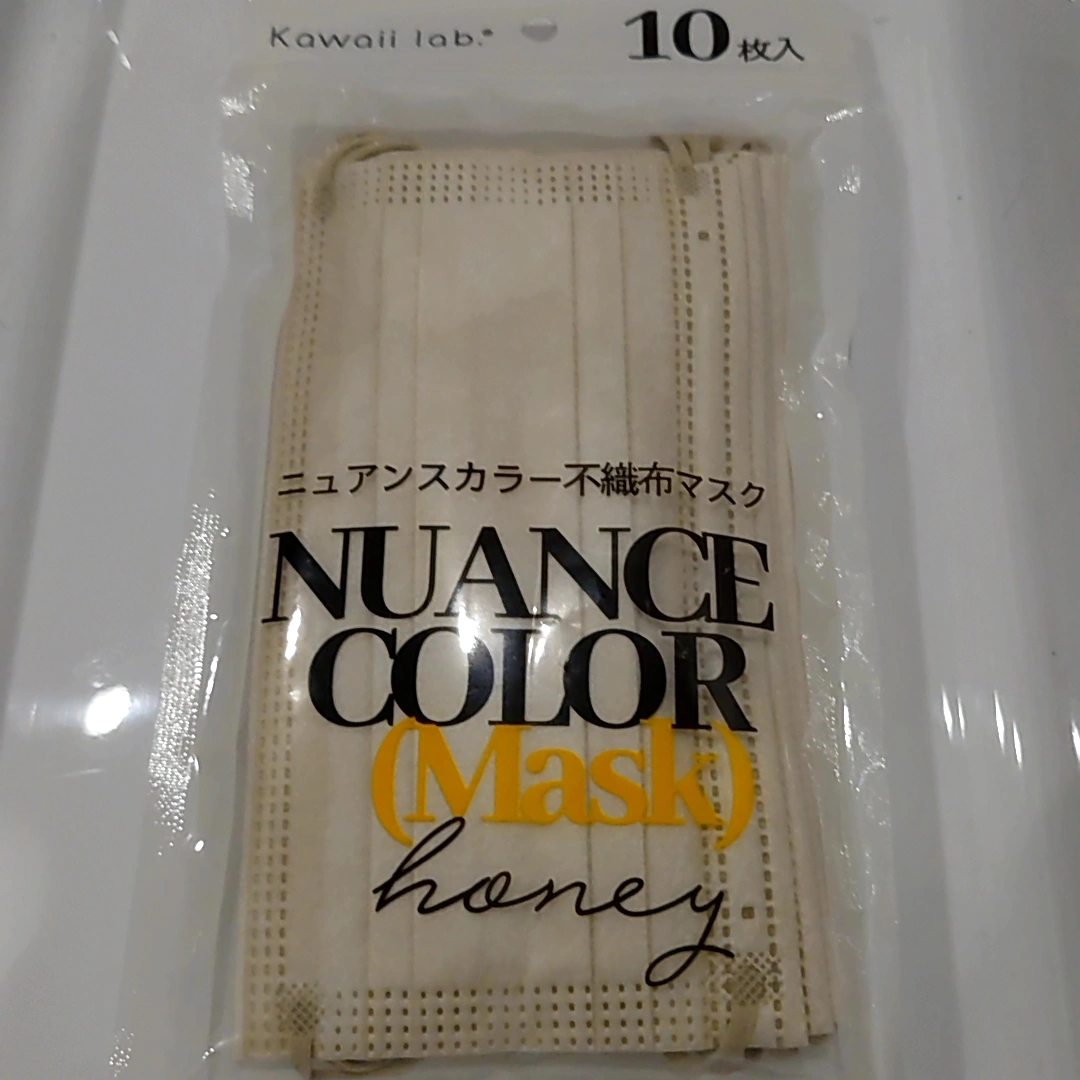 Kawaii lab.®
10枚入
ニュアンスカラー不織布マスク
NUANCE
COLOR
(Mask)
honey